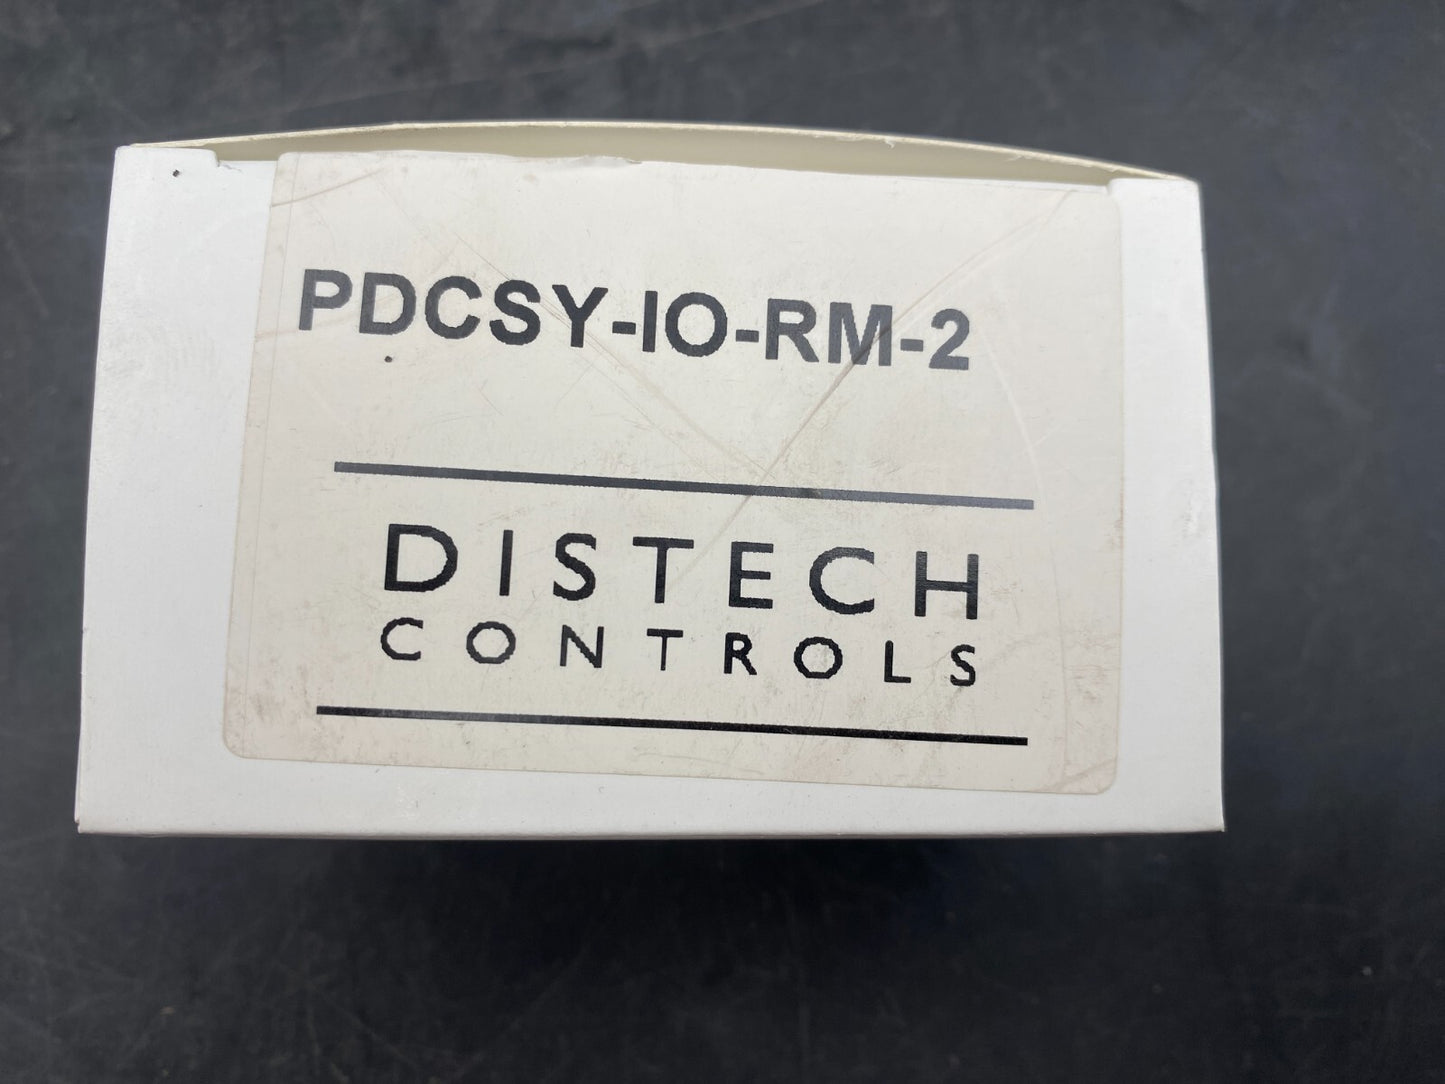 PDCSY-IO-RM-2
DISTECH
CONTROLS